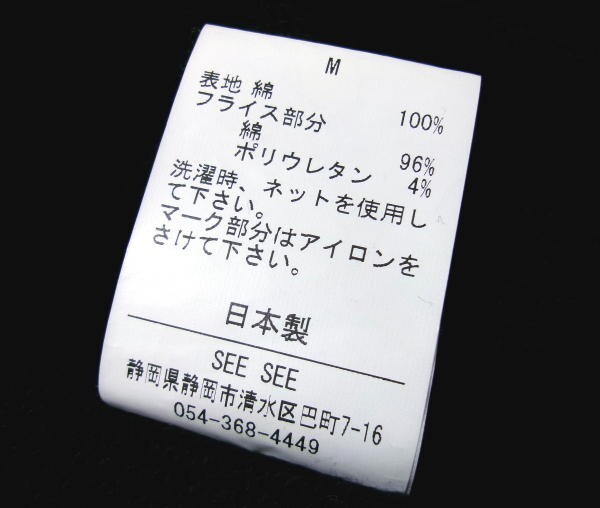 M
表地 綿 100%
フライス部分
綿 96%
ポリウレタン 4%
洗濯時、ネットを使用し
て下さい。
マーク部分はアイロンを
さけて下さい。
日本製
SEE SEE
静岡県静岡市清水区巴町7-16
054-368-4449